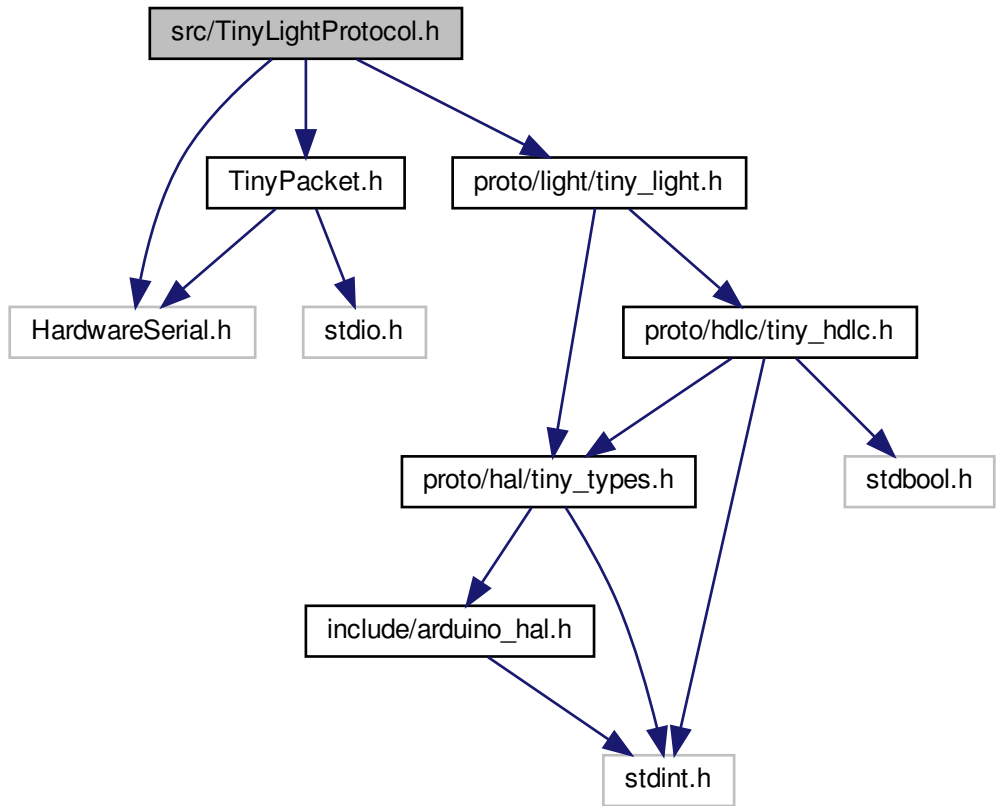 src/TinyLightProtocol.h
TinyPacket.h
proto/light/tiny_light.h
HardwareSerial.h
stdio.h
proto/hdlc/tiny_hdlc.h
proto/hal/tiny_types.h
stdbool.h
include/arduino_hal.h
stdint.h